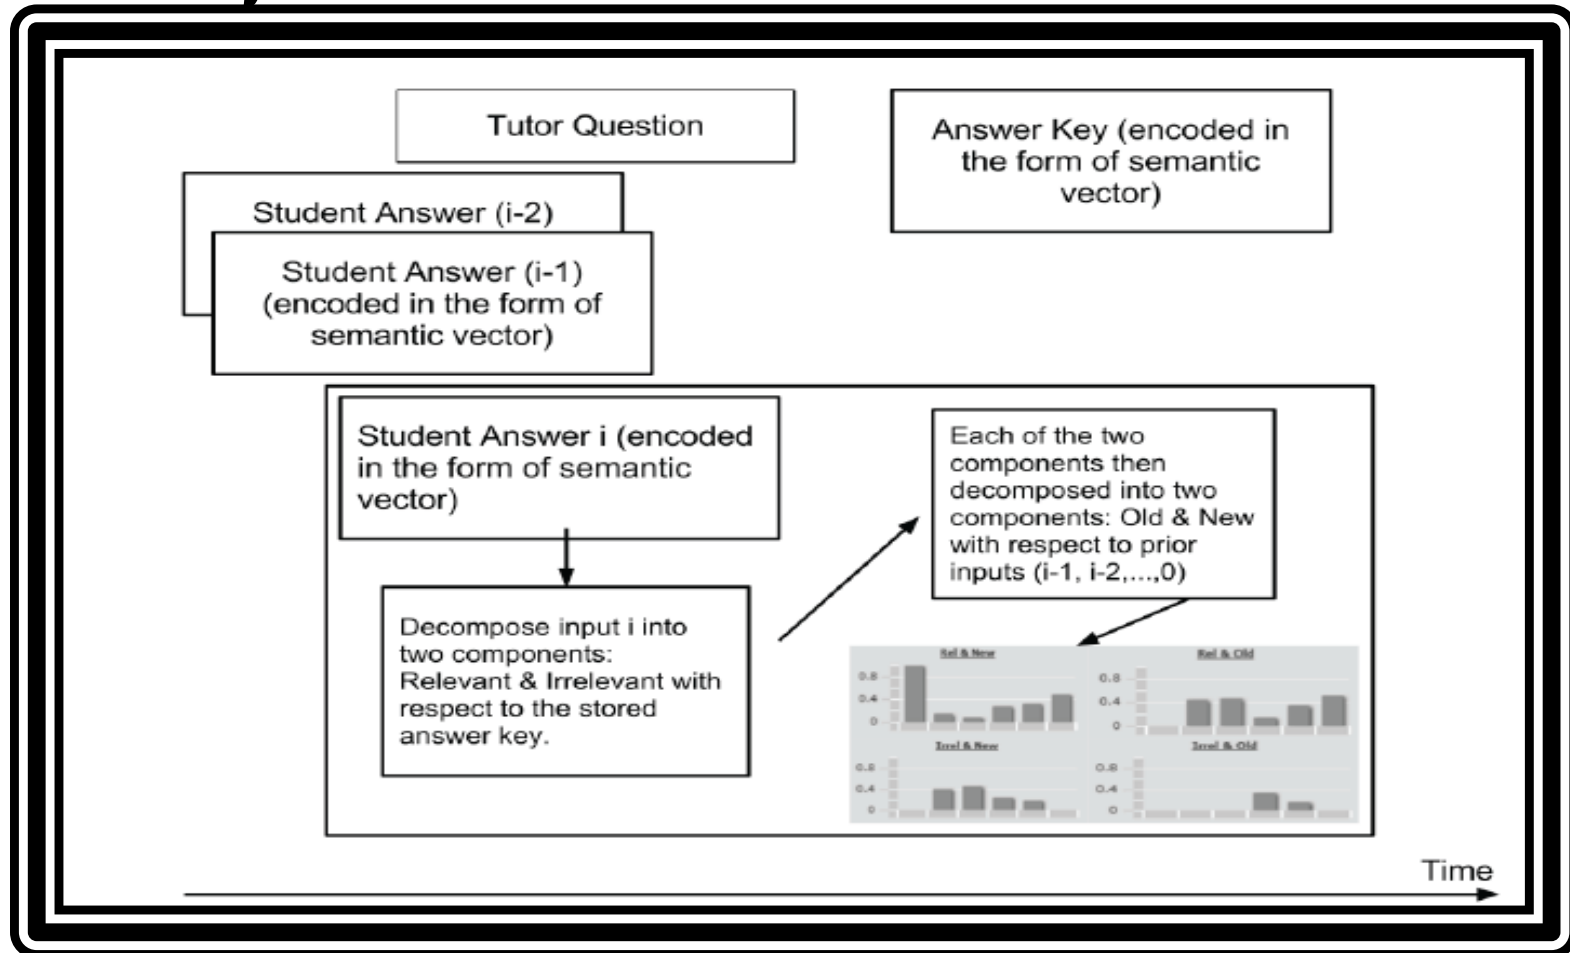 Tutor Question
Answer Key (encoded in
the form of semantic
vector)
Student Answer (i-2)
Student Answer (i-1)
(encoded in the form of
semantic vector)
Student Answer i (encoded
in the form of semantic
vector)
Decompose input i into
two components:
Relevant & Irrelevant with
respect to the stored
answer key.
Each of the two
components then
decomposed into two
components: Old & New
with respect to prior
inputs (i-1, i-2,...,0)
Rel & New
0.8
0.4
0
Rel & Old
0.8
0.4
0
Irrel & New
0.8
0.4
0
Irrel & Old
0.8
0.4
0
Time